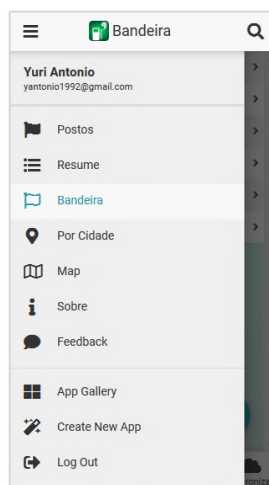 Bandeira
Yuri Antonio
yantonio1992@gmail.com
Postos
Resume
Bandeira
Por Cidade
Map
Sobre
Feedback
App Gallery
Create New App
Log Out